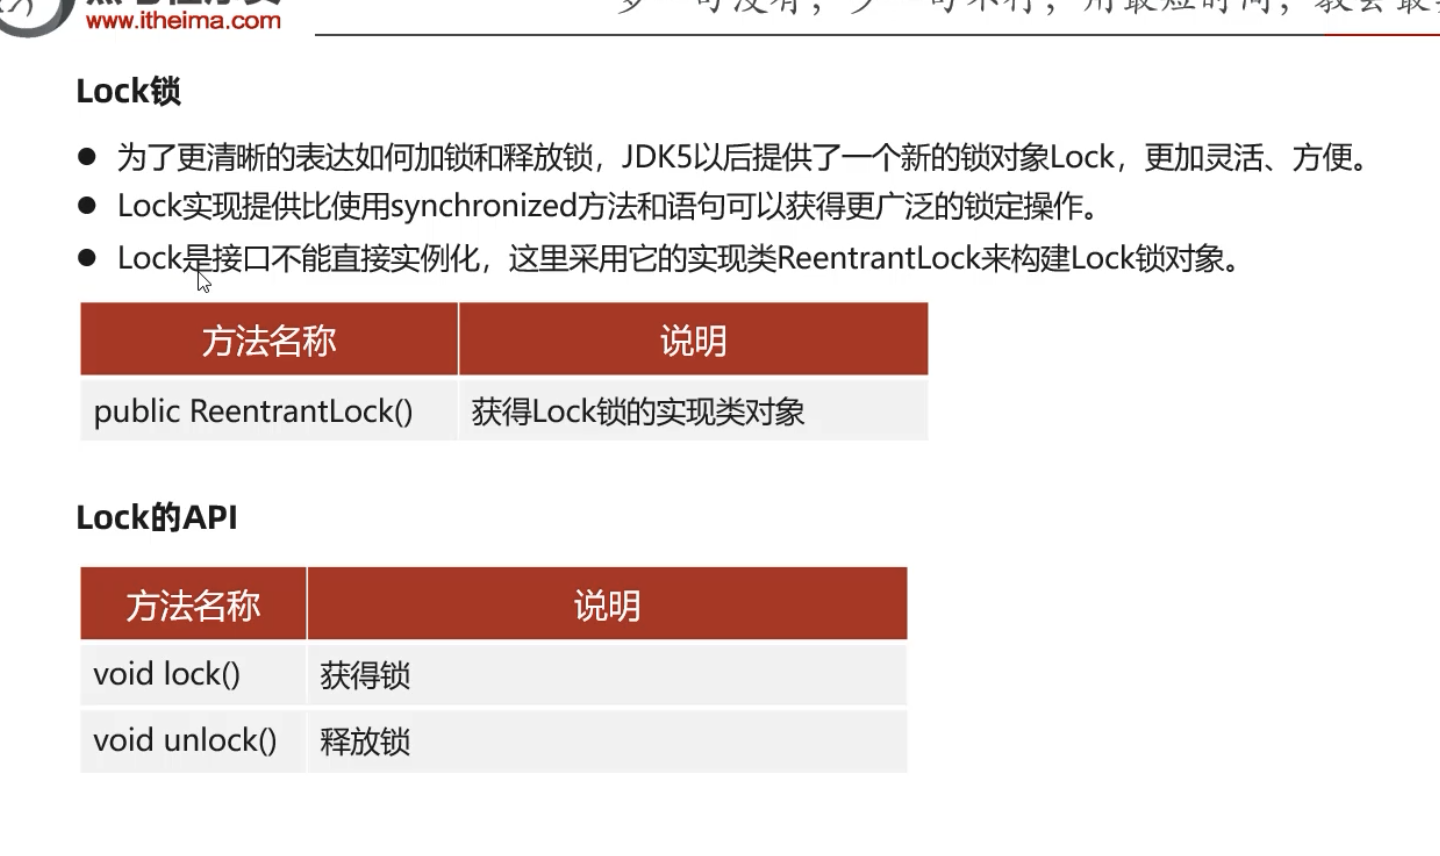 www.itheima.com
Lock锁
● 为了更清晰的表达如何加锁和释放锁，JDK5以后提供了一个新的锁对象Lock，更加灵活、方便。
● Lock实现提供比使用synchronized方法和语句可以获得更广泛的锁定操作。
● Lock是接口不能直接实例化，这里采用它的实现类ReentrantLock来构建Lock锁对象。
方法名称 说明
public ReentrantLock() 获得Lock锁的实现类对象
Lock的API
方法名称 说明
void lock() 获得锁
void unlock() 释放锁